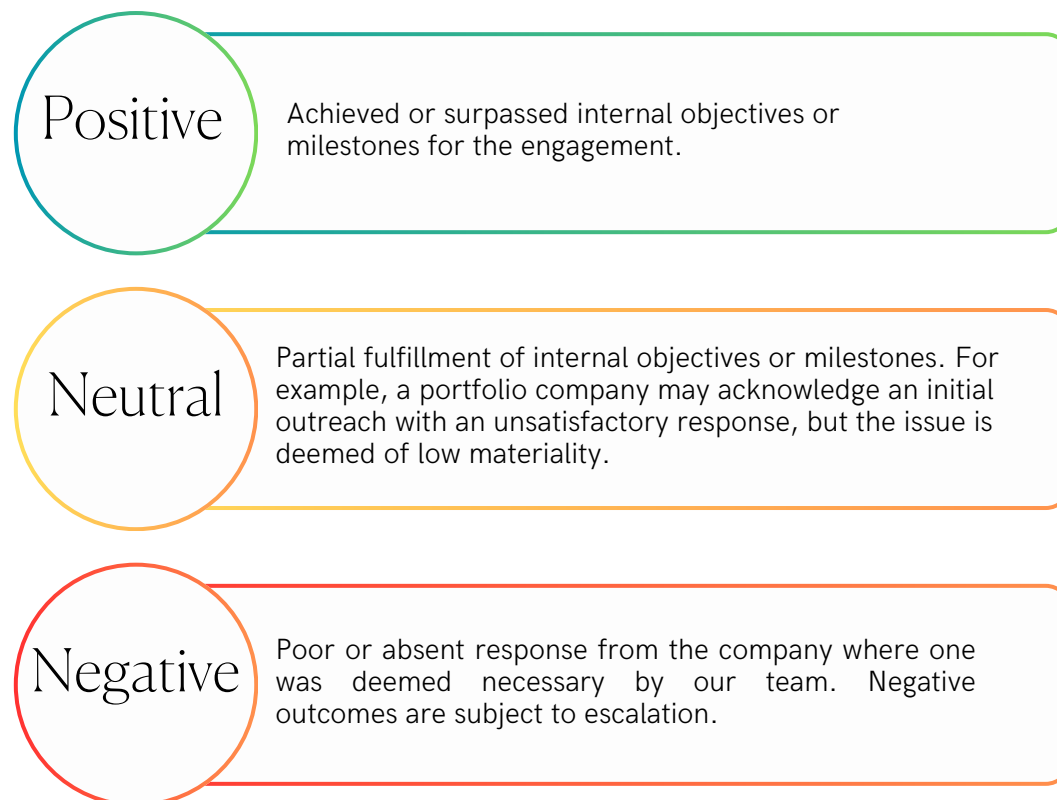 Positive
Achieved or surpassed internal objectives or
milestones for the engagement.
Neutral
Partial fulfillment of internal objectives or milestones. For
example, a portfolio company may acknowledge an initial
outreach with an unsatisfactory response, but the issue is
deemed of low materiality.
Negative
Poor or absent response from the company where one
was deemed necessary by our team. Negative
outcomes are subject to escalation.